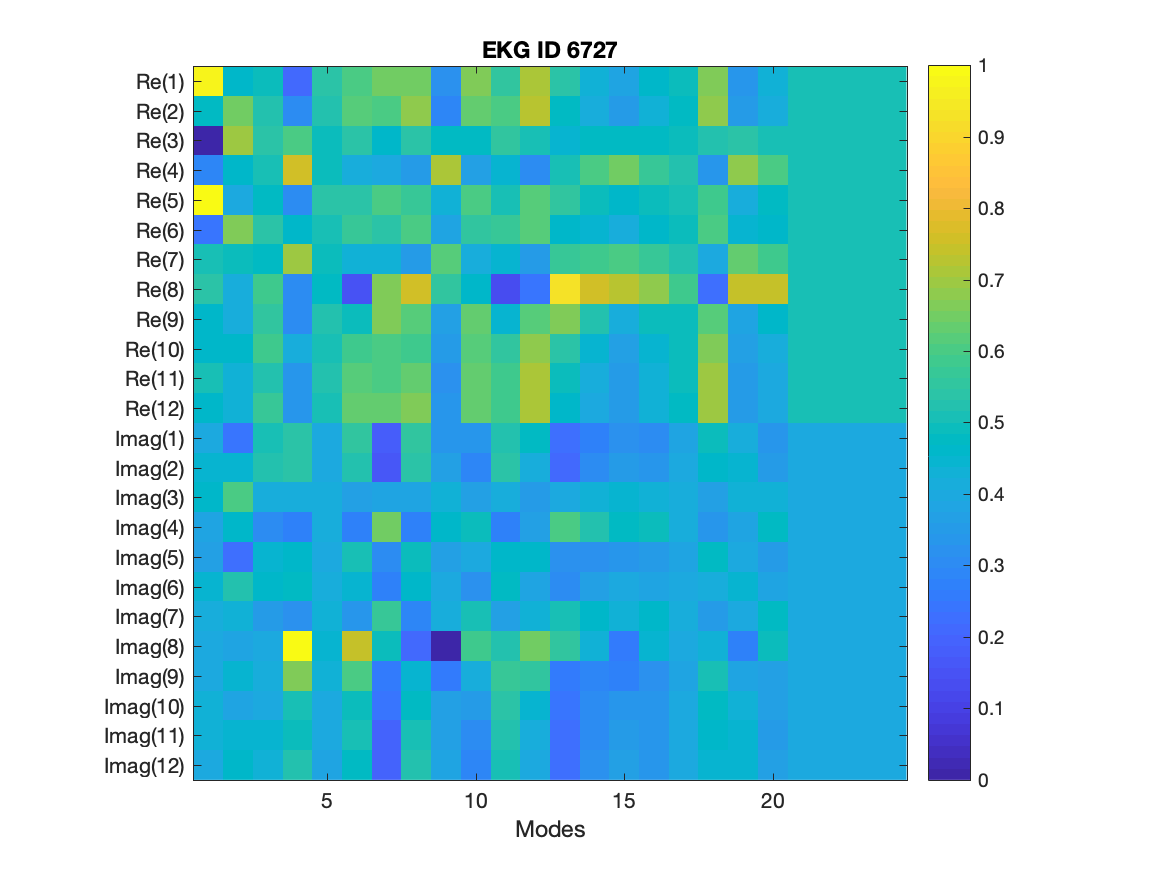 EKG ID 6727
Re(1)
Re(2)
Re(3)
Re(4)
Re(5)
Re(6)
Re(7)
Re(8)
Re(9)
Re(10)
Re(11)
Re(12)
Imag(1)
Imag(2)
Imag(3)
Imag(4)
Imag(5)
Imag(6)
Imag(7)
Imag(8)
Imag(9)
Imag(10)
Imag(11)
Imag(12)
5 10 15 20
Modes
1
0.9
0.8
0.7
0.6
0.5
0.4
0.3
0.2
0.1
0